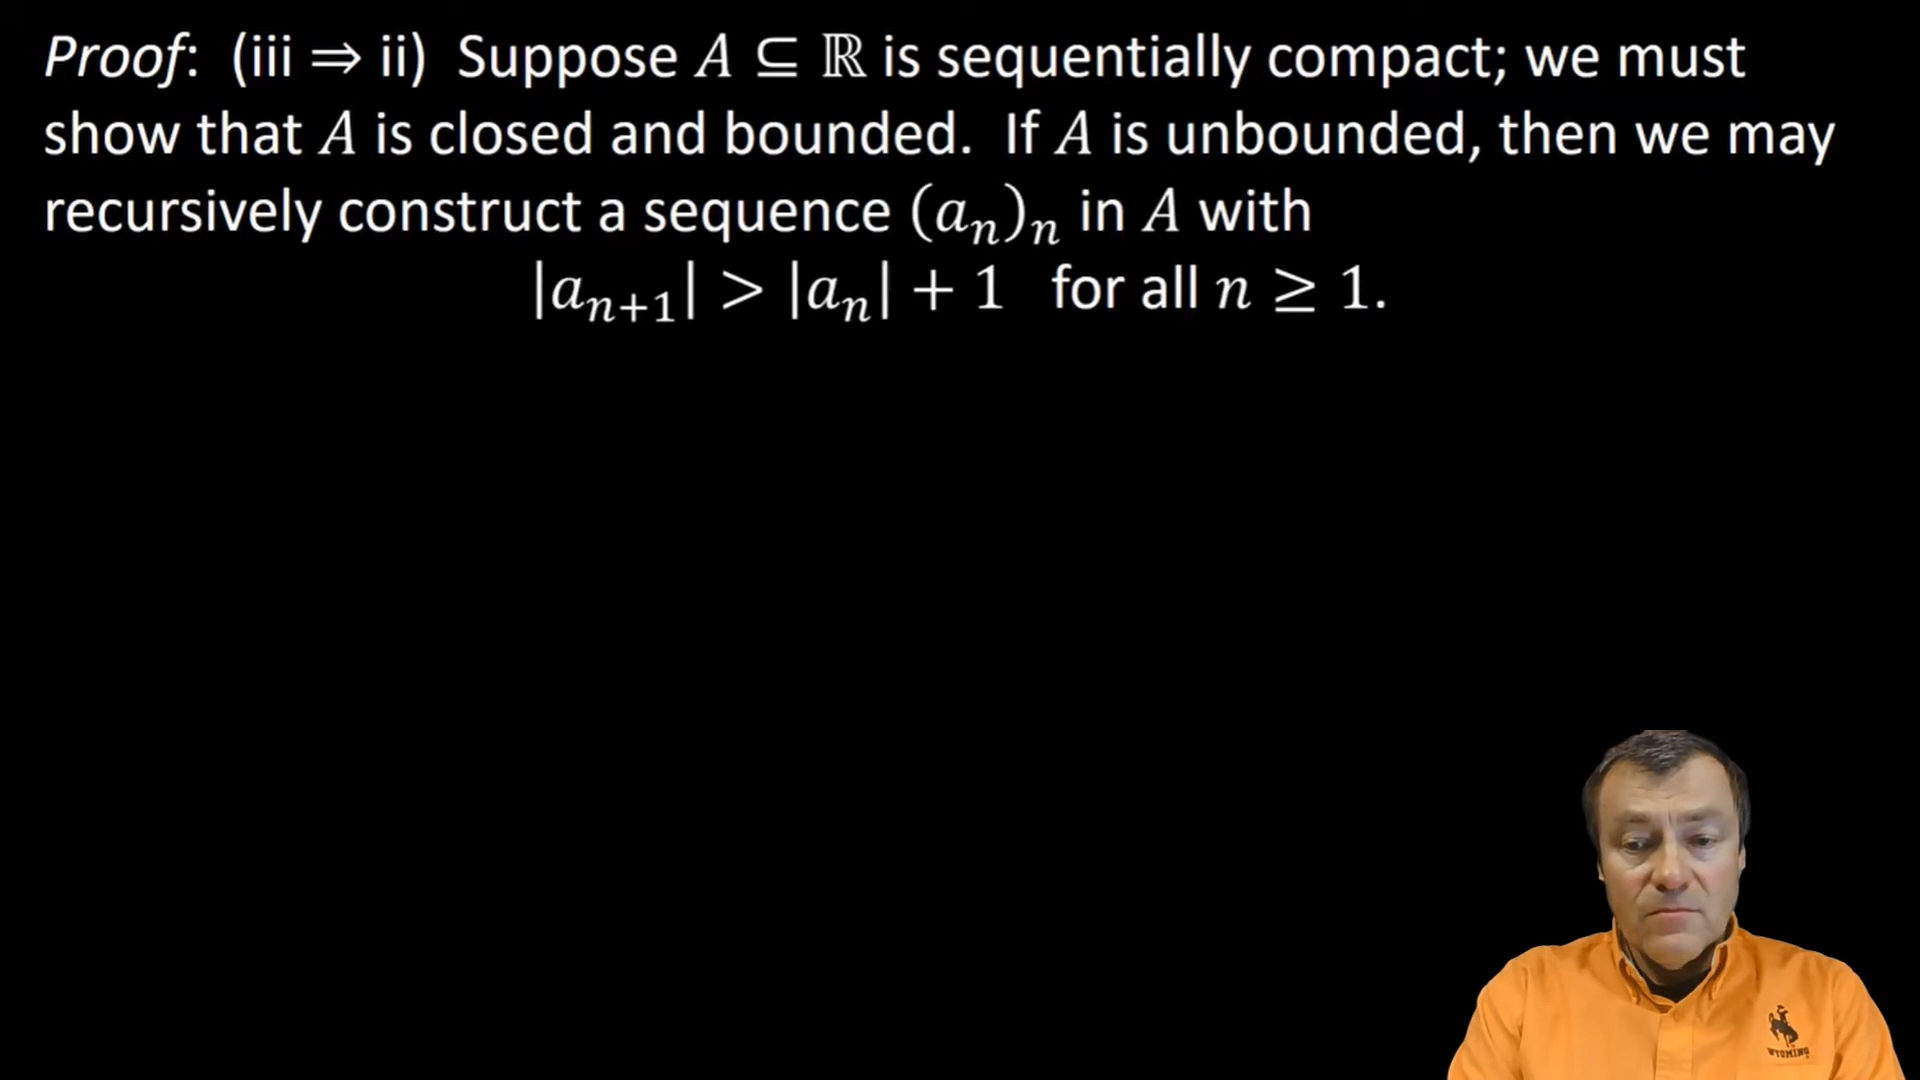 Proof: (iii ⇒ ii) Suppose A ⊆ ℝ is sequentially compact; we must
show that A is closed and bounded. If A is unbounded, then we may
recursively construct a sequence (aₙ)ₙ in A with
|aₙ₊₁| > |aₙ| + 1 for all n ≥ 1.
WYOMING